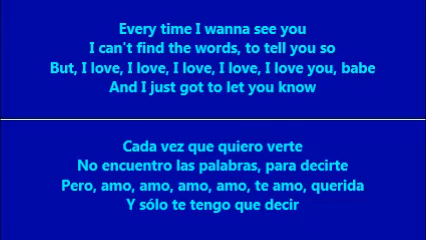 Every time I wanna see you
I can't find the words, to tell you so
But, I love, I love, I love, I love, I love you, babe
And I just got to let you know
Cada vez que quiero verte
No encuentro las palabras, para decirte
Pero, amo, amo, amo, amo, te amo, querida
Y sólo te tengo que decir